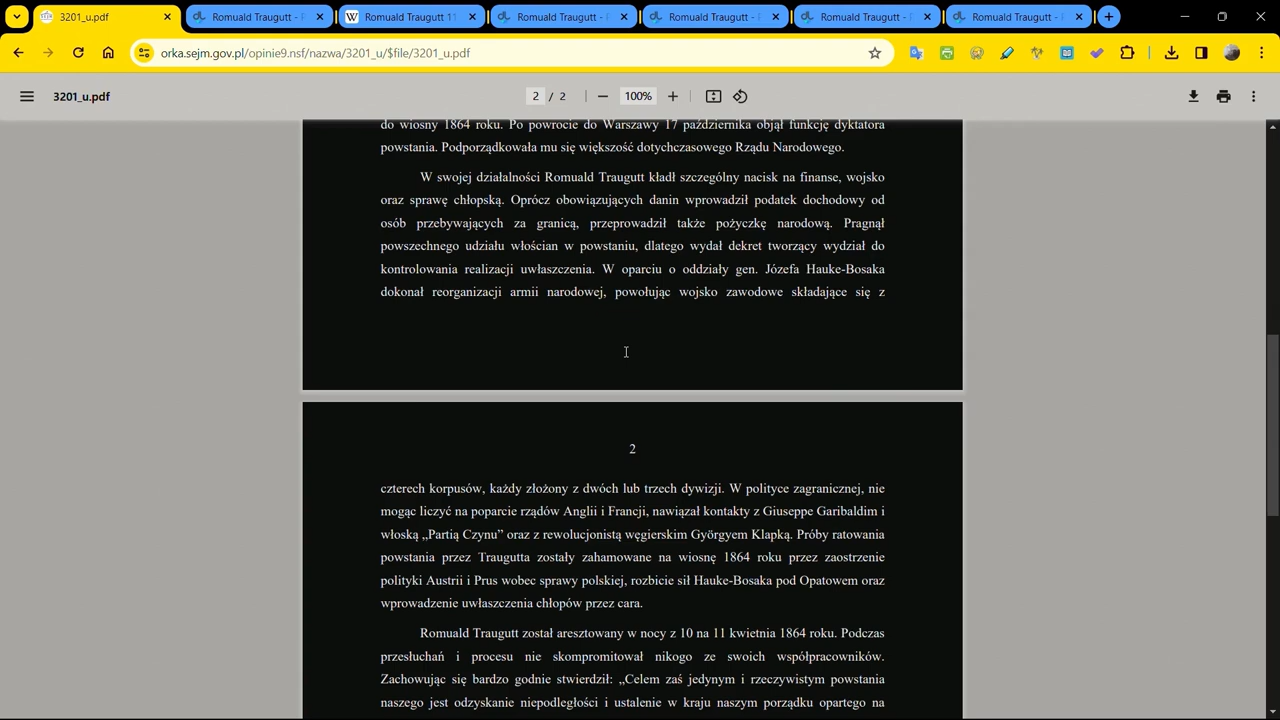 3201_u.pdf
Romuald Traugutt -
Romuald Traugutt 11
Romuald Traugutt -
Romuald Traugutt -
Romuald Traugutt -
Romuald Traugutt -
orka.sejm.gov.pl/opinie9.nsf/nazwa/3201_u/$file/3201_u.pdf
3201_u.pdf
2 / 2
100%
do wiosny 1864 roku. Po powrocie do Warszawy 17 października objął funkcję dyktatora
powstania. Podporządkowała mu się większość dotychczasowego Rządu Narodowego.
W swojej działalności Romuald Traugutt kładł szczególny nacisk na finanse, wojsko
oraz sprawę chłopską. Oprócz obowiązujących danin wprowadził podatek dochodowy od
osób przebywających za granicą, przeprowadził także pożyczkę narodową. Pragnął
powszechnego udziału włościan w powstaniu, dlatego wydał dekret tworzący wydział do
kontrolowania realizacji uwłaszczenia. W oparciu o oddziały gen. Józefa Hauke-Bosaka
dokonał reorganizacji armii narodowej, powołując wojsko zawodowe składające się z
2
czterech korpusów, każdy złożony z dwóch lub trzech dywizji. W polityce zagranicznej, nie
mogąc liczyć na poparcie rządów Anglii i Francji, nawiązał kontakty z Giuseppe Garibaldim i
włoską „Partią Czynu” oraz z rewolucjonistą węgierskim Györgyem Klapką. Próby ratowania
powstania przez Traugutta zostały zahamowane na wiosnę 1864 roku przez zaostrzenie
polityki Austrii i Prus wobec sprawy polskiej, rozbicie sił Hauke-Bosaka pod Opatowem oraz
wprowadzenie uwłaszczenia chłopów przez cara.
Romuald Traugutt został aresztowany w nocy z 10 na 11 kwietnia 1864 roku. Podczas
przesłuchań i procesu nie skompromitował nikogo ze swoich współpracowników.
Zachowując się bardzo godnie stwierdził: „Celem zaś jedynym i rzeczywistym powstania
naszego jest odzyskanie niepodległości i ustalenie w kraju naszym porządku opartego na